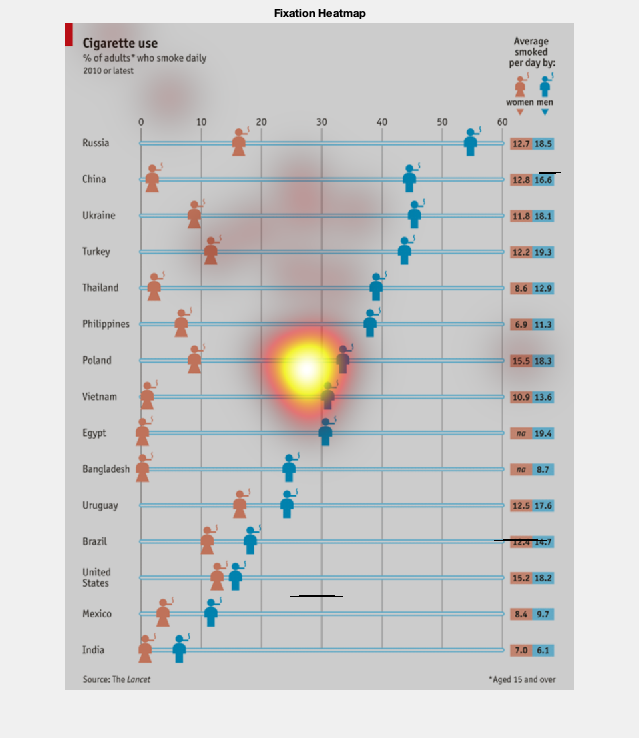 Fixation Heatmap
Cigarette use
% of adults* who smoke daily
2010 or latest
Average
smoked
per day by:
women men
0 10 20 30 40 50 60
Russia 12.7 18.5
China 12.8 16.6
Ukraine 11.8 18.1
Turkey 12.2 19.3
Thailand 8.6 12.9
Philippines 6.9 11.3
Poland 15.5 18.3
Vietnam 10.9 13.6
Egypt na 19.4
Bangladesh na 8.7
Uruguay 12.5 17.6
Brazil
United
States 15.2 18.2
Mexico 8.4 9.7
India 7.0 6.1
Source: The Lancet
*Aged 15 and over